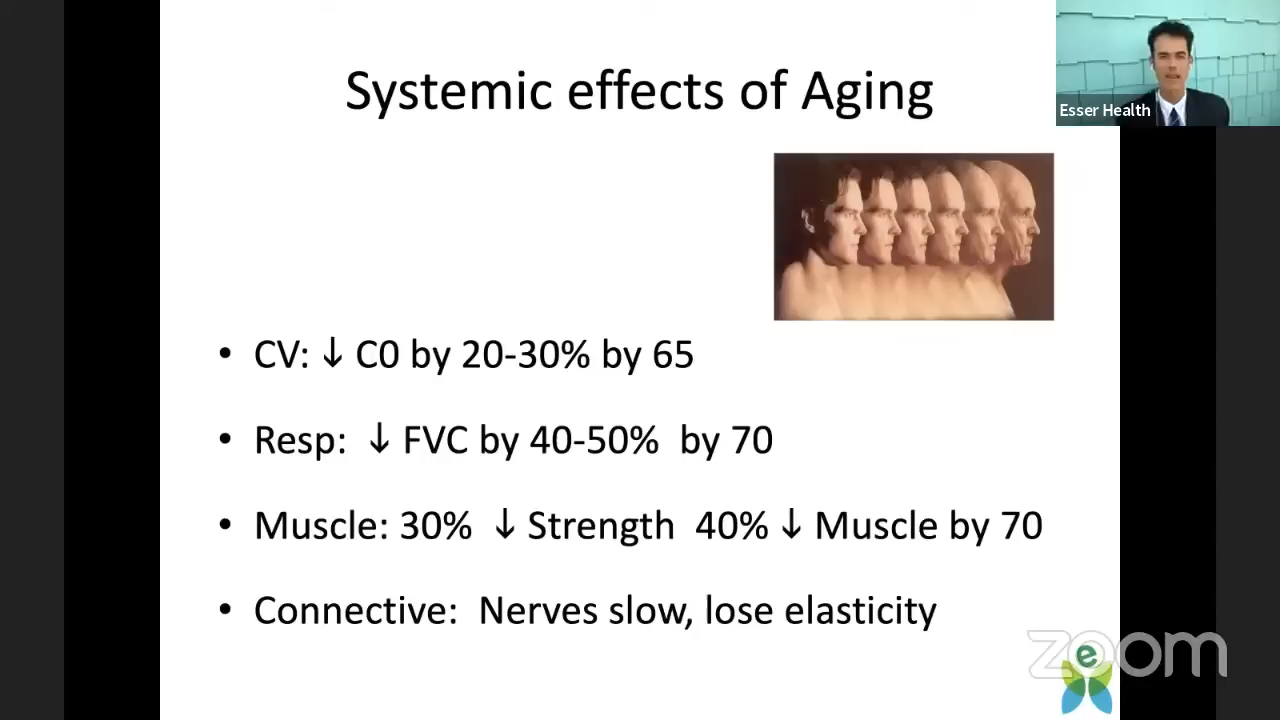 Systemic effects of Aging
Esser Health
• CV: ↓ C0 by 20-30% by 65
• Resp: ↓ FVC by 40-50% by 70
• Muscle: 30% ↓ Strength 40% ↓ Muscle by 70
• Connective: Nerves slow, lose elasticity
zoom
e